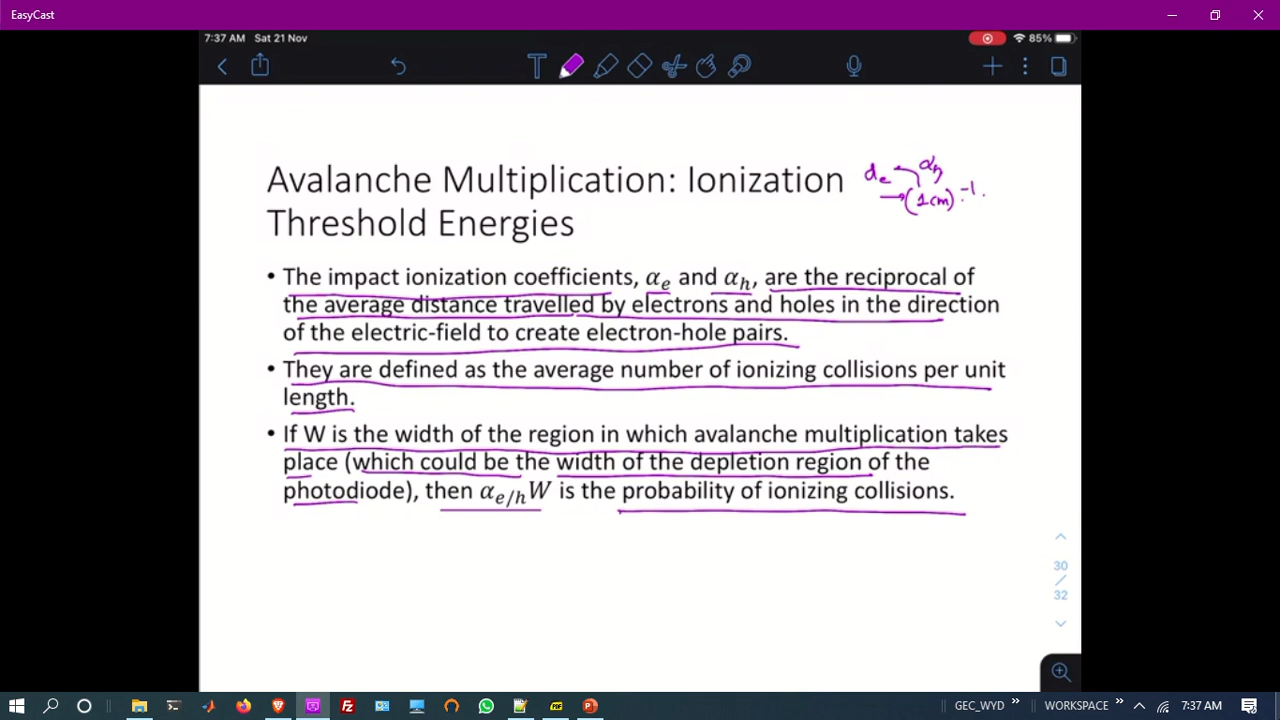 EasyCast
7:37 AM Sat 21 Nov
85%
T
Avalanche Multiplication: Ionization
Threshold Energies
αe αh
(1cm)⁻¹
• The impact ionization coefficients, αₑ and αₕ, are the reciprocal of
the average distance travelled by electrons and holes in the direction
of the electric-field to create electron-hole pairs.
• They are defined as the average number of ionizing collisions per unit
length.
• If W is the width of the region in which avalanche multiplication takes
place (which could be the width of the depletion region of the
photodiode), then αₑ/ₕW is the probability of ionizing collisions.
30
/
32
GEC_WYD » WORKSPACE » 7:37 AM